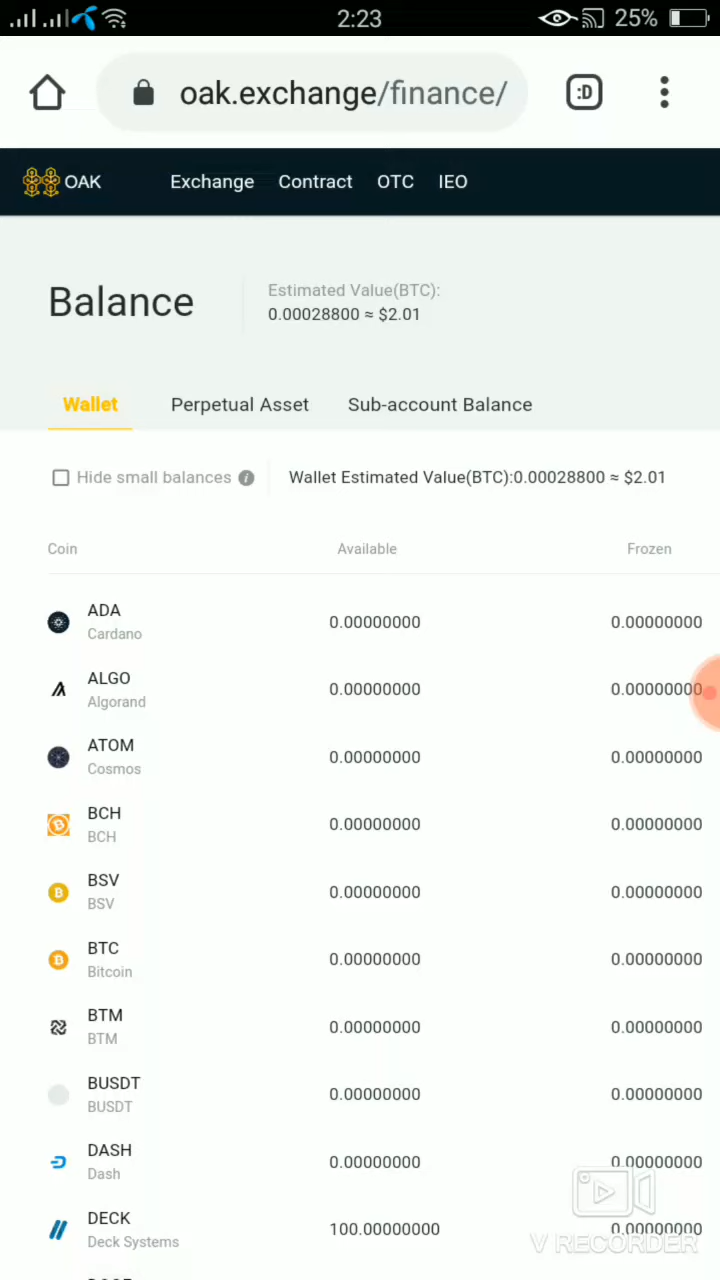 2:23
25%
oak.exchange/finance/
:D
OAK
Exchange Contract OTC IEO
Balance
Estimated Value(BTC):
0.00028800 ≈ $2.01
Wallet Perpetual Asset Sub-account Balance
Hide small balances i Wallet Estimated Value(BTC):0.00028800 ≈ $2.01
Coin Available Frozen
ADA
Cardano
0.00000000 0.00000000
ALGO
Algorand
0.00000000 0.00000000
ATOM
Cosmos
0.00000000 0.00000000
BCH
BCH
0.00000000 0.00000000
BSV
BSV
0.00000000 0.00000000
BTC
Bitcoin
0.00000000 0.00000000
BTM
BTM
0.00000000 0.00000000
BUSDT
BUSDT
0.00000000 0.00000000
DASH
Dash
0.00000000 0.00000000
DECK
Deck Systems
100.00000000 0.00000000
V RECORDER